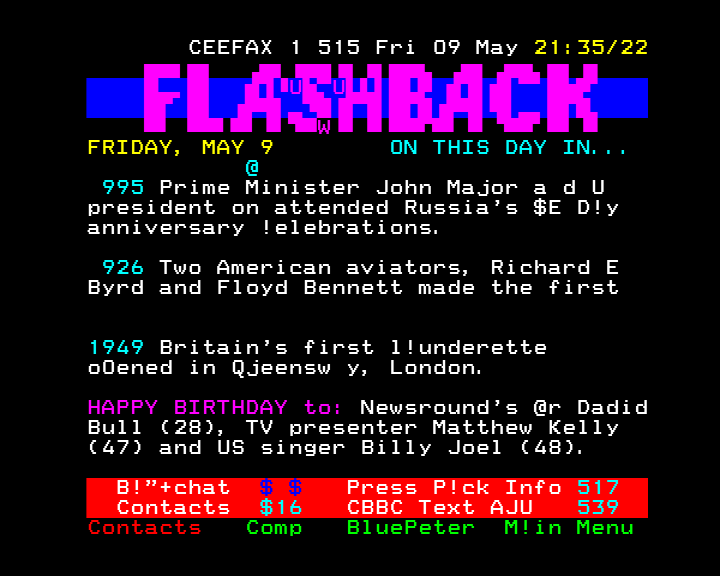 CEEFAX 1 515 Fri 09 May 21:35/22
FLASHBACK
U U
W
FRIDAY, MAY 9 ON THIS DAY IN...
@
995 Prime Minister John Major a d U
president on attended Russia's $E D!y
anniversary !elebrations.
926 Two American aviators, Richard E
Byrd and Floyd Bennett made the first
1949 Britain's first l!underette
oOened in Qjeensw y, London.
HAPPY BIRTHDAY to: Newsround's @r Dadid
Bull (28), TV presenter Matthew Kelly
(47) and US singer Billy Joel (48).
B!"+chat $ $ Press P!ck Info 517
Contacts $16 CBBC Text AJU 539
Contacts Comp BluePeter M!in Menu